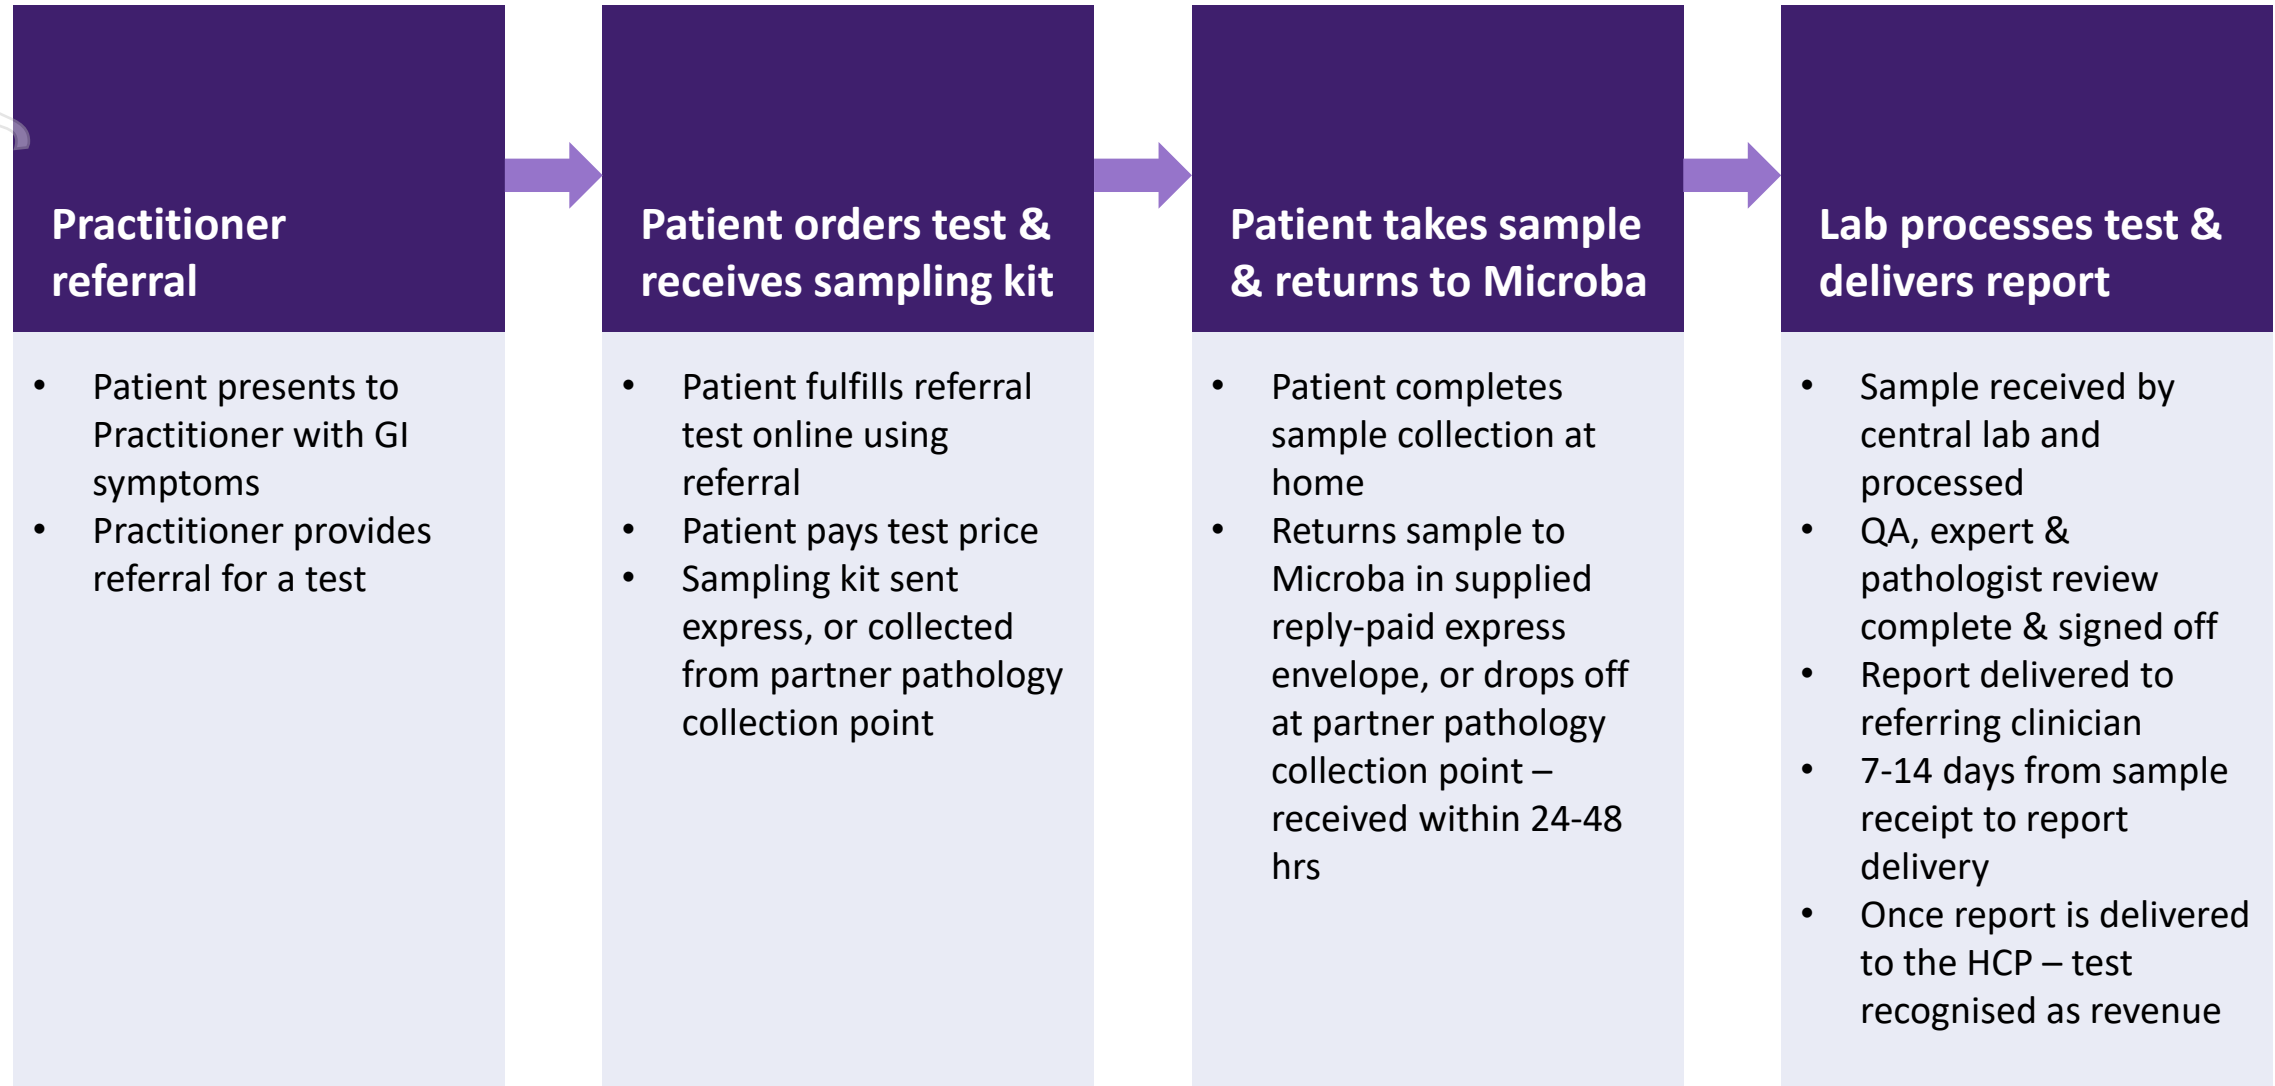 Practitioner
referral
• Patient presents to
Practitioner with GI
symptoms
• Practitioner provides
referral for a test
Patient orders test &
receives sampling kit
• Patient fulfills referral
test online using
referral
• Patient pays test price
• Sampling kit sent
express, or collected
from partner pathology
collection point
Patient takes sample
& returns to Microba
• Patient completes
sample collection at
home
• Returns sample to
Microba in supplied
reply-paid express
envelope, or drops off
at partner pathology
collection point –
received within 24-48
hrs
Lab processes test &
delivers report
• Sample received by
central lab and
processed
• QA, expert &
pathologist review
complete & signed off
• Report delivered to
referring clinician
• 7-14 days from sample
receipt to report
delivery
• Once report is delivered
to the HCP – test
recognised as revenue